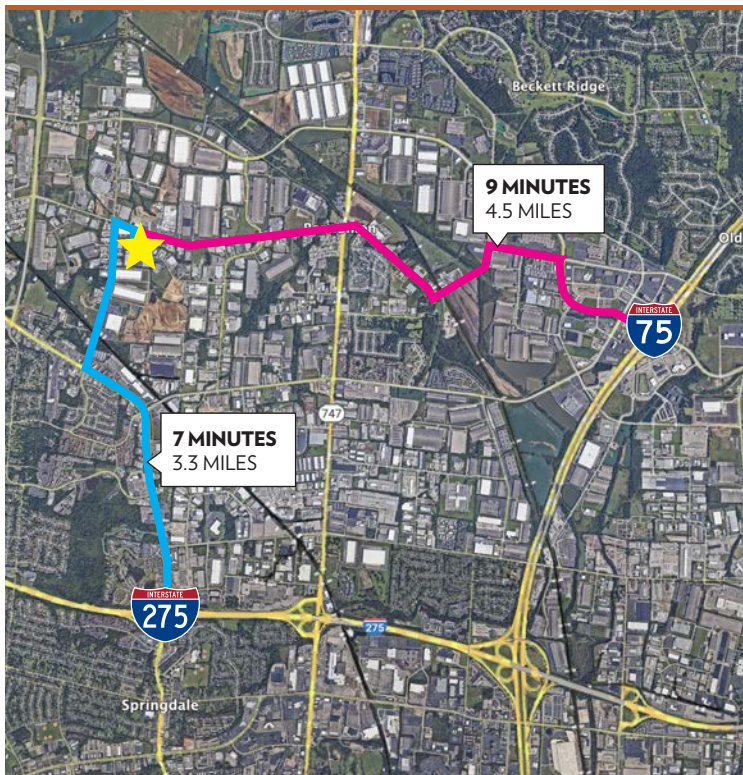 Beckett Ridge
9 MINUTES
4.5 MILES
Old
INTERSTATE
75
747
7 MINUTES
3.3 MILES
INTERSTATE
275
275
Springdale